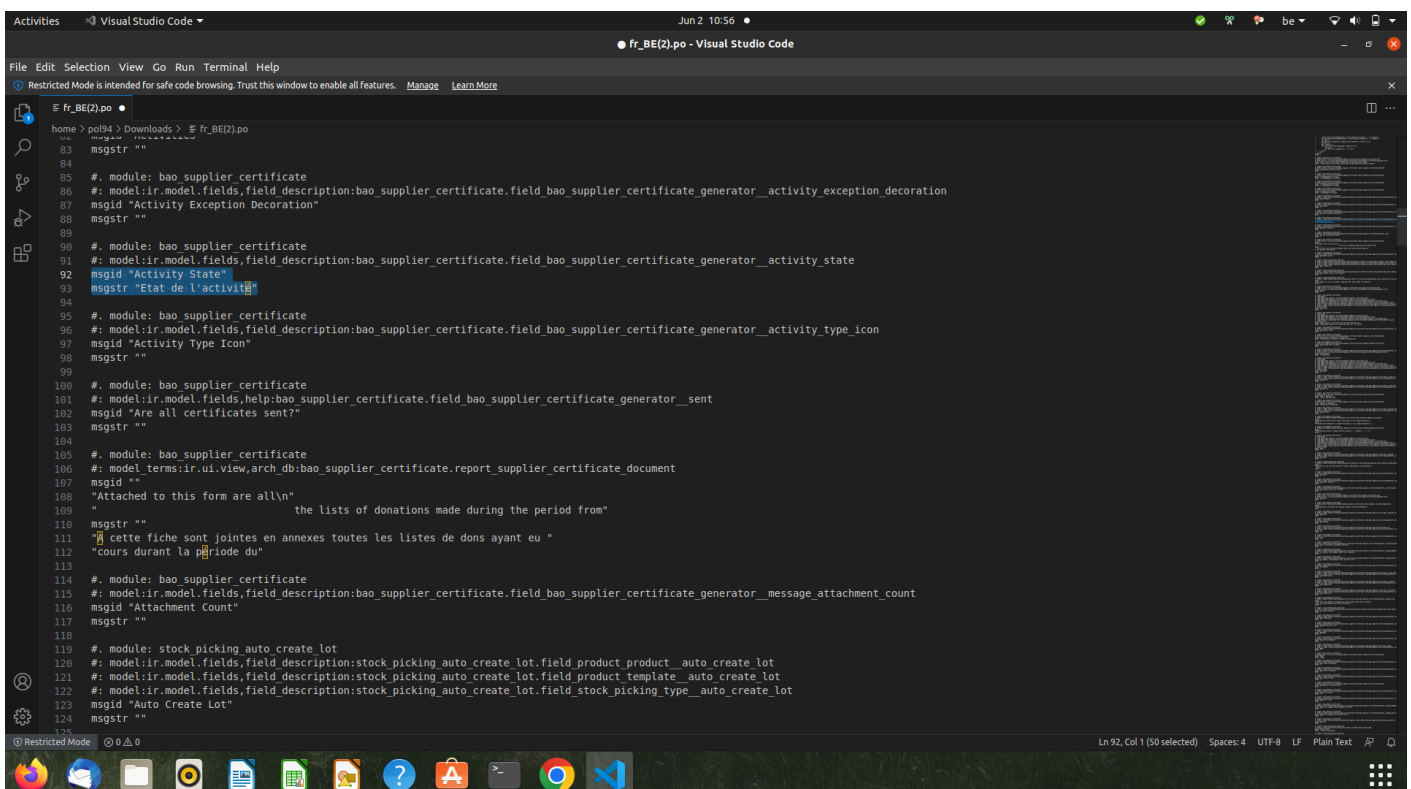 Activities Visual Studio Code Jun 2 10:56 be
fr_BE(2).po - Visual Studio Code
File Edit Selection View Go Run Terminal Help
Restricted Mode is intended for safe code browsing. Trust this window to enable all features. Manage Learn More
fr_BE(2).po
home > pol94 > Downloads > fr_BE(2).po
82 msgid "Activities"
83 msgstr ""
84
85 #. module: bao_supplier_certificate
86 #: model:ir.model.fields,field_description:bao_supplier_certificate.field_bao_supplier_certificate_generator__activity_exception_decoration
87 msgid "Activity Exception Decoration"
88 msgstr ""
89
90 #. module: bao_supplier_certificate
91 #: model:ir.model.fields,field_description:bao_supplier_certificate.field_bao_supplier_certificate_generator__activity_state
92 msgid "Activity State"
93 msgstr "Etat de l'activité"
94
95 #. module: bao_supplier_certificate
96 #: model:ir.model.fields,field_description:bao_supplier_certificate.field_bao_supplier_certificate_generator__activity_type_icon
97 msgid "Activity Type Icon"
98 msgstr ""
99
100 #. module: bao_supplier_certificate
101 #: model:ir.model.fields,help:bao_supplier_certificate.field_bao_supplier_certificate_generator__sent
102 msgid "Are all certificates sent?"
103 msgstr ""
104
105 #. module: bao_supplier_certificate
106 #: model_terms:ir.ui.view,arch_db:bao_supplier_certificate.report_supplier_certificate_document
107 msgid ""
108 "Attached to this form are all\n"
109 " the lists of donations made during the period from"
110 msgstr ""
111 "À cette fiche sont jointes en annexes toutes les listes de dons ayant eu "
112 "cours durant la période du"
113
114 #. module: bao_supplier_certificate
115 #: model:ir.model.fields,field_description:bao_supplier_certificate.field_bao_supplier_certificate_generator__message_attachment_count
116 msgid "Attachment Count"
117 msgstr ""
118
119 #. module: stock_picking_auto_create_lot
120 #: model:ir.model.fields,field_description:stock_picking_auto_create_lot.field_product_product__auto_create_lot
121 #: model:ir.model.fields,field_description:stock_picking_auto_create_lot.field_product_template__auto_create_lot
122 #: model:ir.model.fields,field_description:stock_picking_auto_create_lot.field_stock_picking_type__auto_create_lot
123 msgid "Auto Create Lot"
124 msgstr ""
125
Restricted Mode 0 0 Ln 92, Col 1 (50 selected) Spaces: 4 UTF-8 LF Plain Text